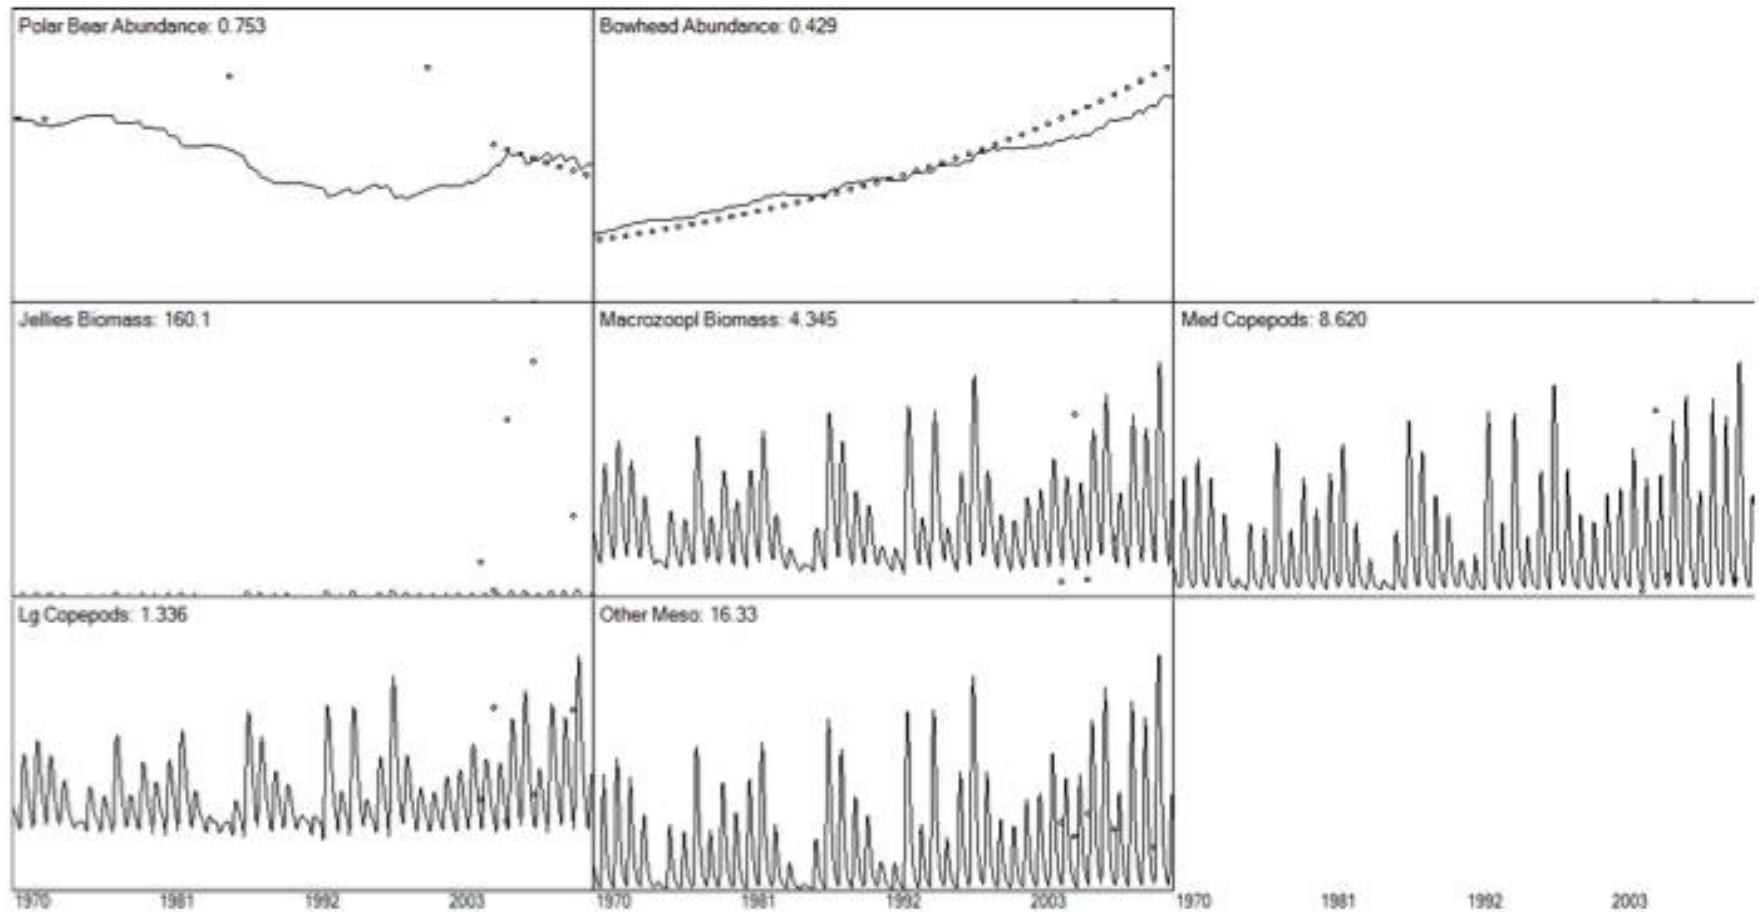 Polar Bear Abundance: 0.753
Bowhead Abundance: 0.429
Jellies Biomass: 160.1
Macrozoopl Biomass: 4.345
Med Copepods: 8.620
Lg Copepods: 1.336
Other Meso: 16.33
1970 1981 1992 2003
1970 1981 1992 2003
1970 1981 1992 2003